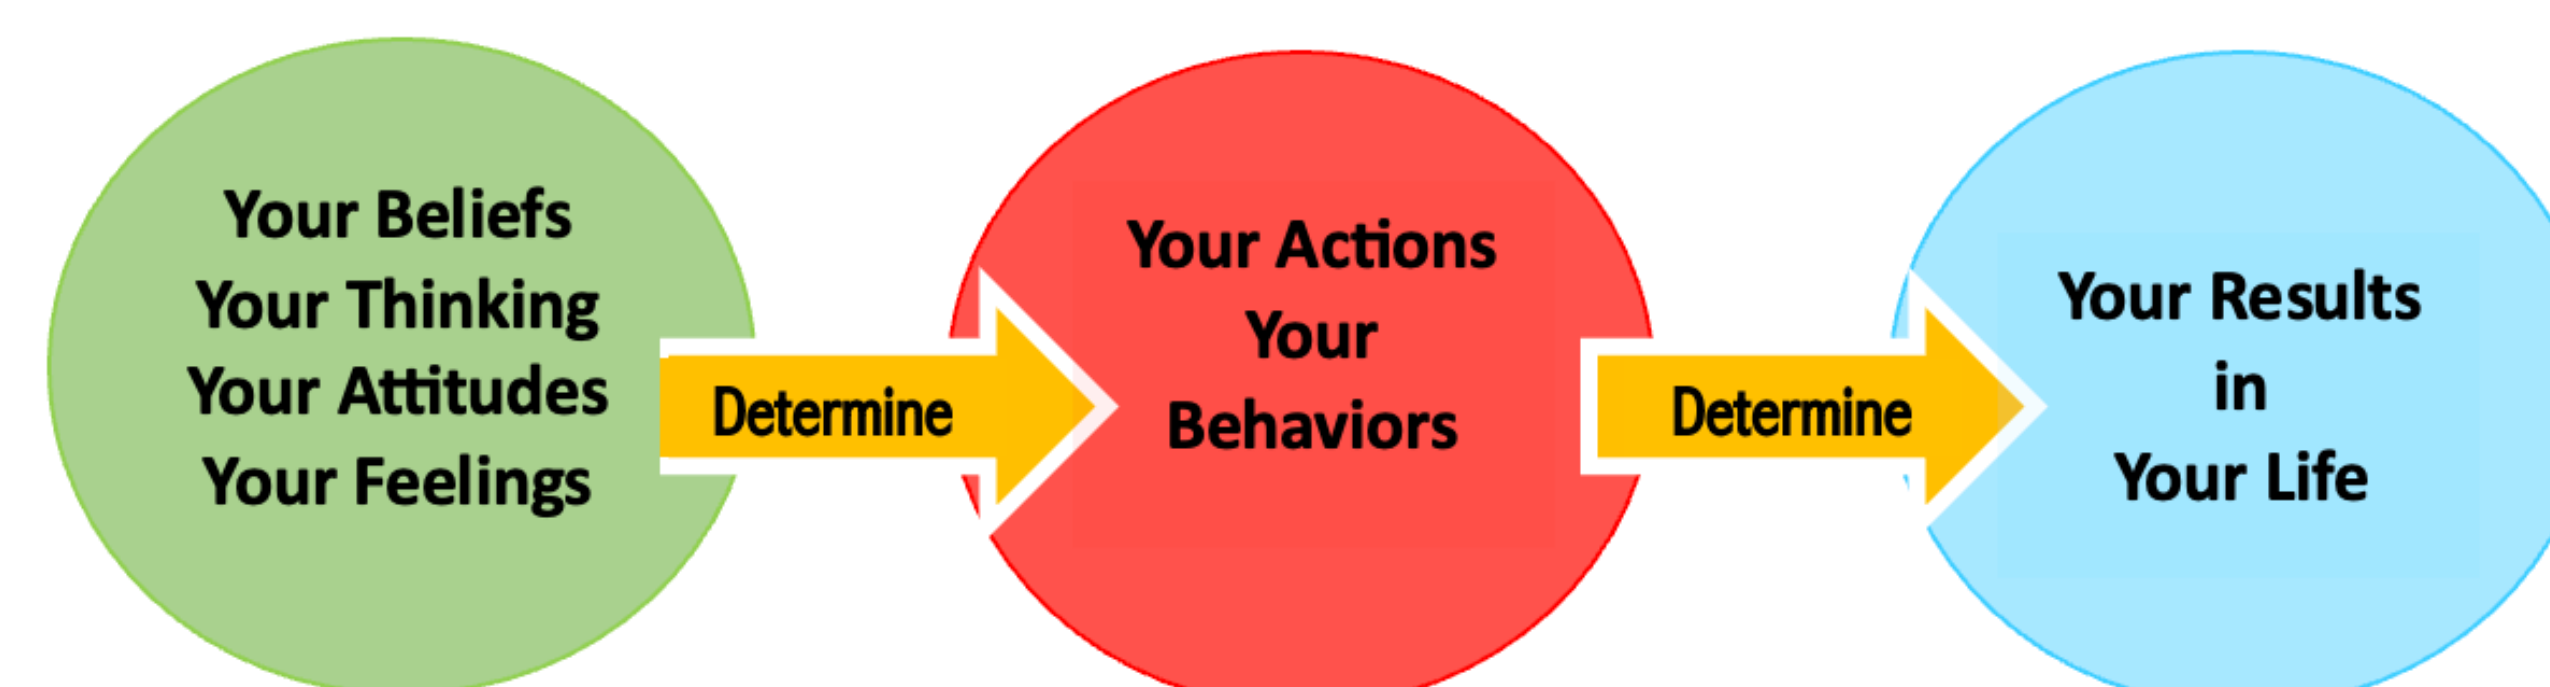 Your Beliefs
Your Thinking
Your Attitudes
Your Feelings
Determine
Your Actions
Your
Behaviors
Determine
Your Results
in
Your Life